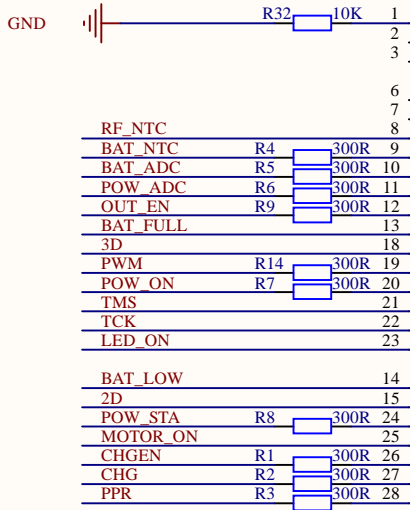 GND R32 10K 1
2
3
6
7
RF_NTC 8
BAT_NTC R4 300R 9
BAT_ADC R5 300R 10
POW_ADC R6 300R 11
OUT_EN R9 300R 12
BAT_FULL 13
3D 18
PWM R14 300R 19
POW_ON R7 300R 20
TMS 21
TCK 22
LED_ON 23
BAT_LOW 14
2D 15
POW_STA R8 300R 24
MOTOR_ON 25
CHGEN R1 300R 26
CHG R2 300R 27
PPR R3 300R 28